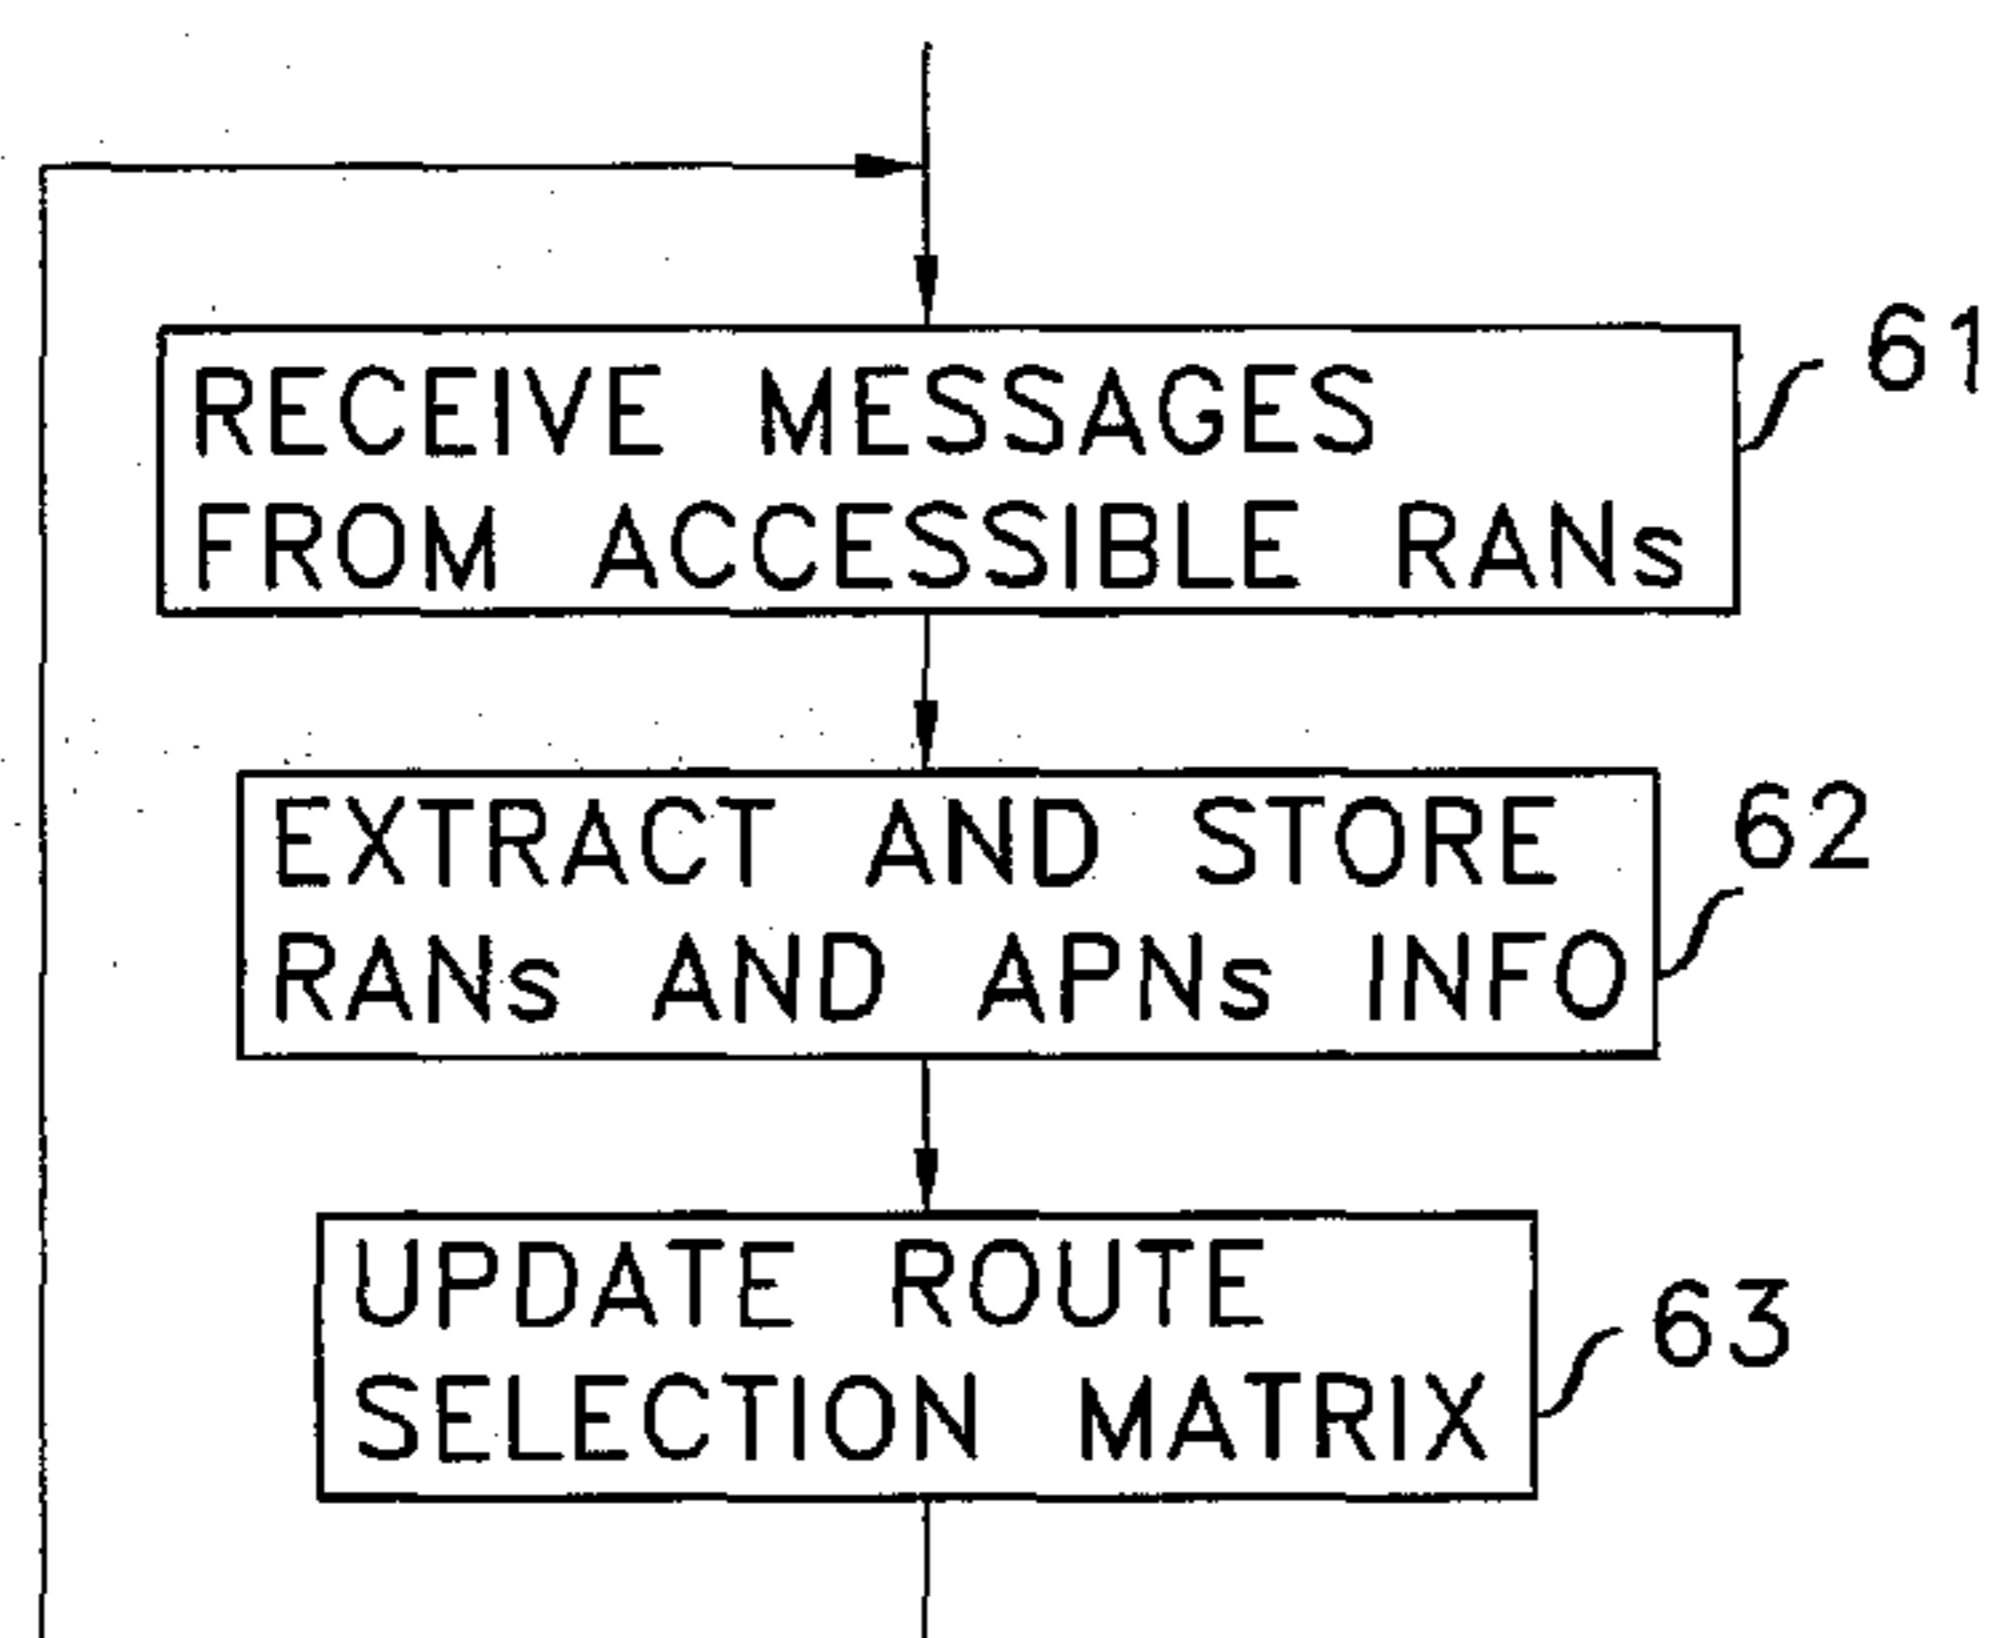 61
RECEIVE MESSAGES
FROM ACCESSIBLE RANs
62
EXTRACT AND STORE
RANs AND APNs INFO
63
UPDATE ROUTE
SELECTION MATRIX